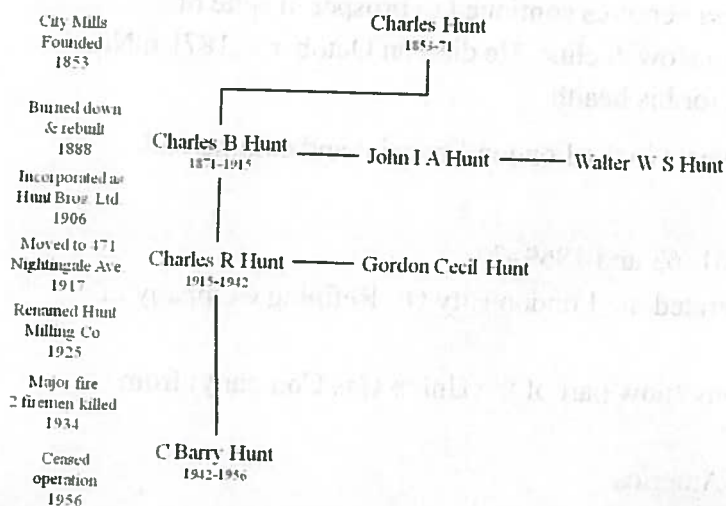 City Mills
Founded
1853
Charles Hunt
1853-71
Burned down
& rebuilt
1888
Charles B Hunt
1871-1915
John I A Hunt
Walter W S Hunt
Incorporated as
Hunt Bros. Ltd.
1906
Moved to 471
Nightingale Ave
1917
Charles R Hunt
1915-1942
Gordon Cecil Hunt
Renamed Hunt
Milling Co
1925
Major fire
2 firemen killed
1934
C Barry Hunt
1942-1956
Ceased
operation
1956